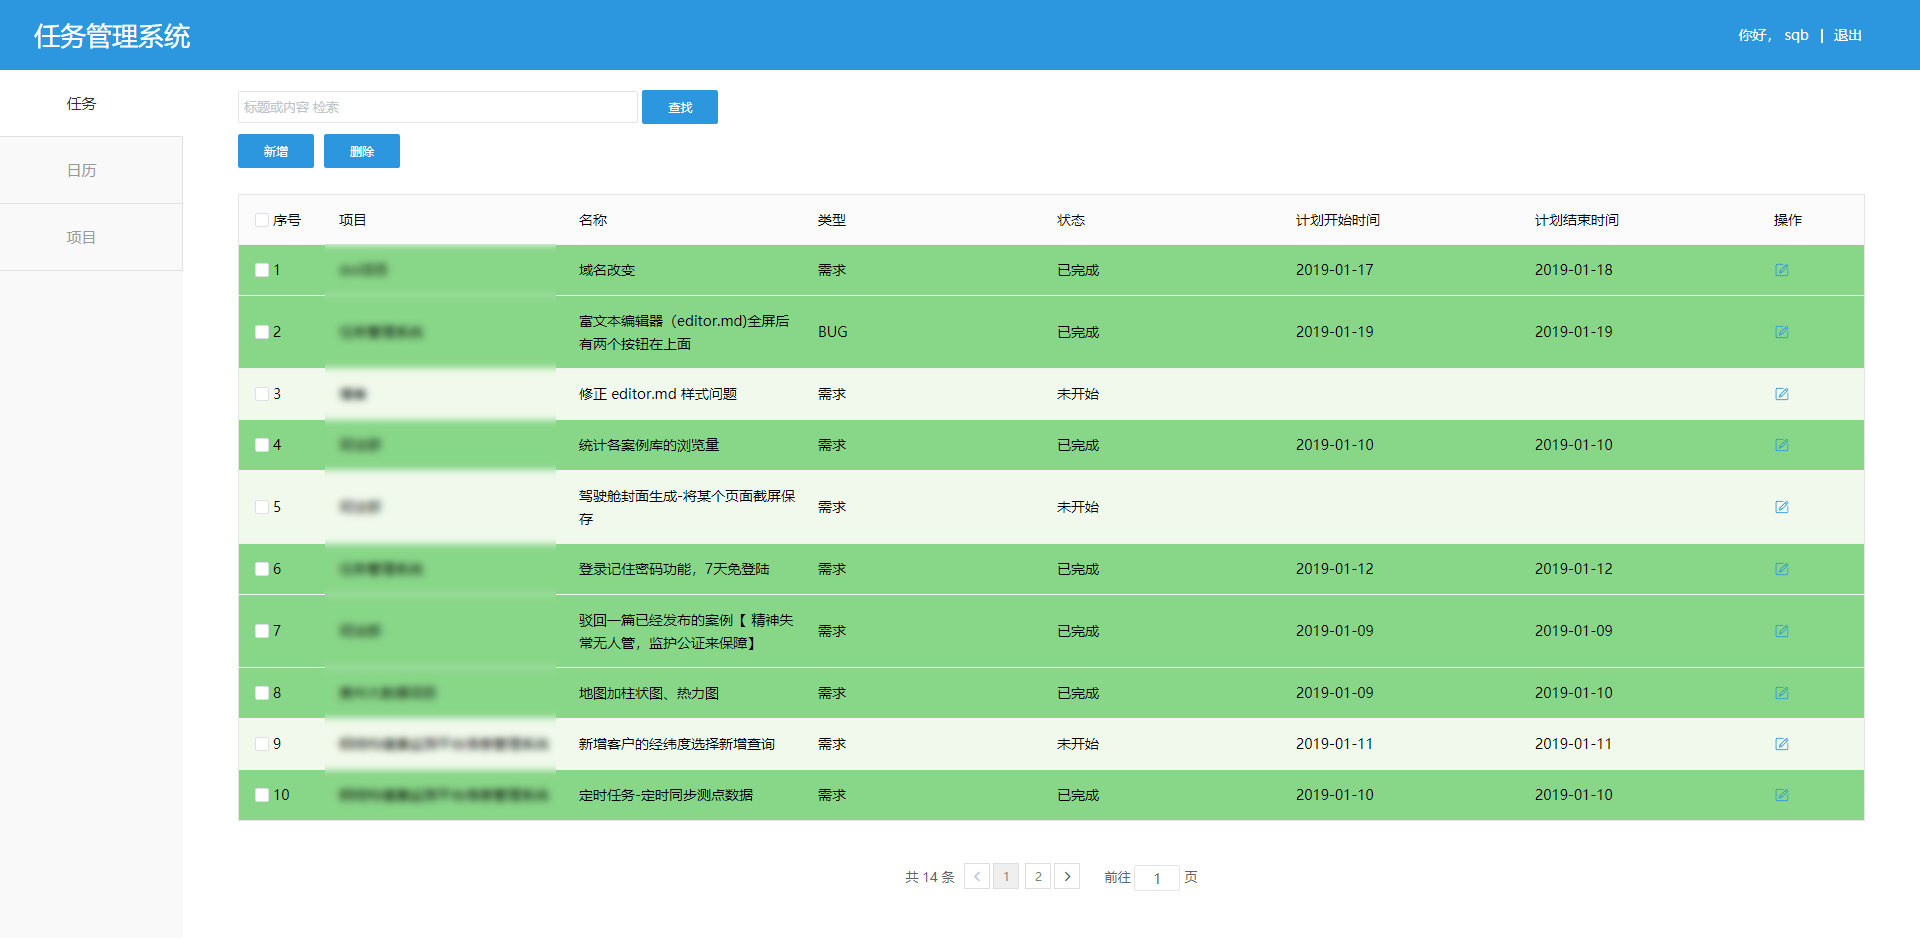 任务管理系统
你好， sqb | 退出
任务
日历
项目
标题或内容 检索
查找
新增
删除
序号 项目 名称 类型 状态 计划开始时间 计划结束时间 操作
1 域名改变 需求 已完成 2019-01-17 2019-01-18
2 富文本编辑器（editor.md)全屏后 BUG 已完成 2019-01-19 2019-01-19
有两个按钮在上面
3 修正 editor.md 样式问题 需求 未开始
4 统计各案例库的浏览量 需求 已完成 2019-01-10 2019-01-10
5 驾驶舱封面生成-将某个页面截屏保 需求 未开始
存
6 登录记住密码功能，7天免登陆 需求 已完成 2019-01-12 2019-01-12
7 驳回一篇已经发布的案例【 精神失 需求 已完成 2019-01-09 2019-01-09
常无人管，监护公证来保障】
8 地图加柱状图、热力图 需求 已完成 2019-01-09 2019-01-10
9 新增客户的经纬度选择新增查询 需求 未开始 2019-01-11 2019-01-11
10 定时任务-定时同步测点数据 需求 已完成 2019-01-10 2019-01-10
共 14 条 1 2 前往 1 页